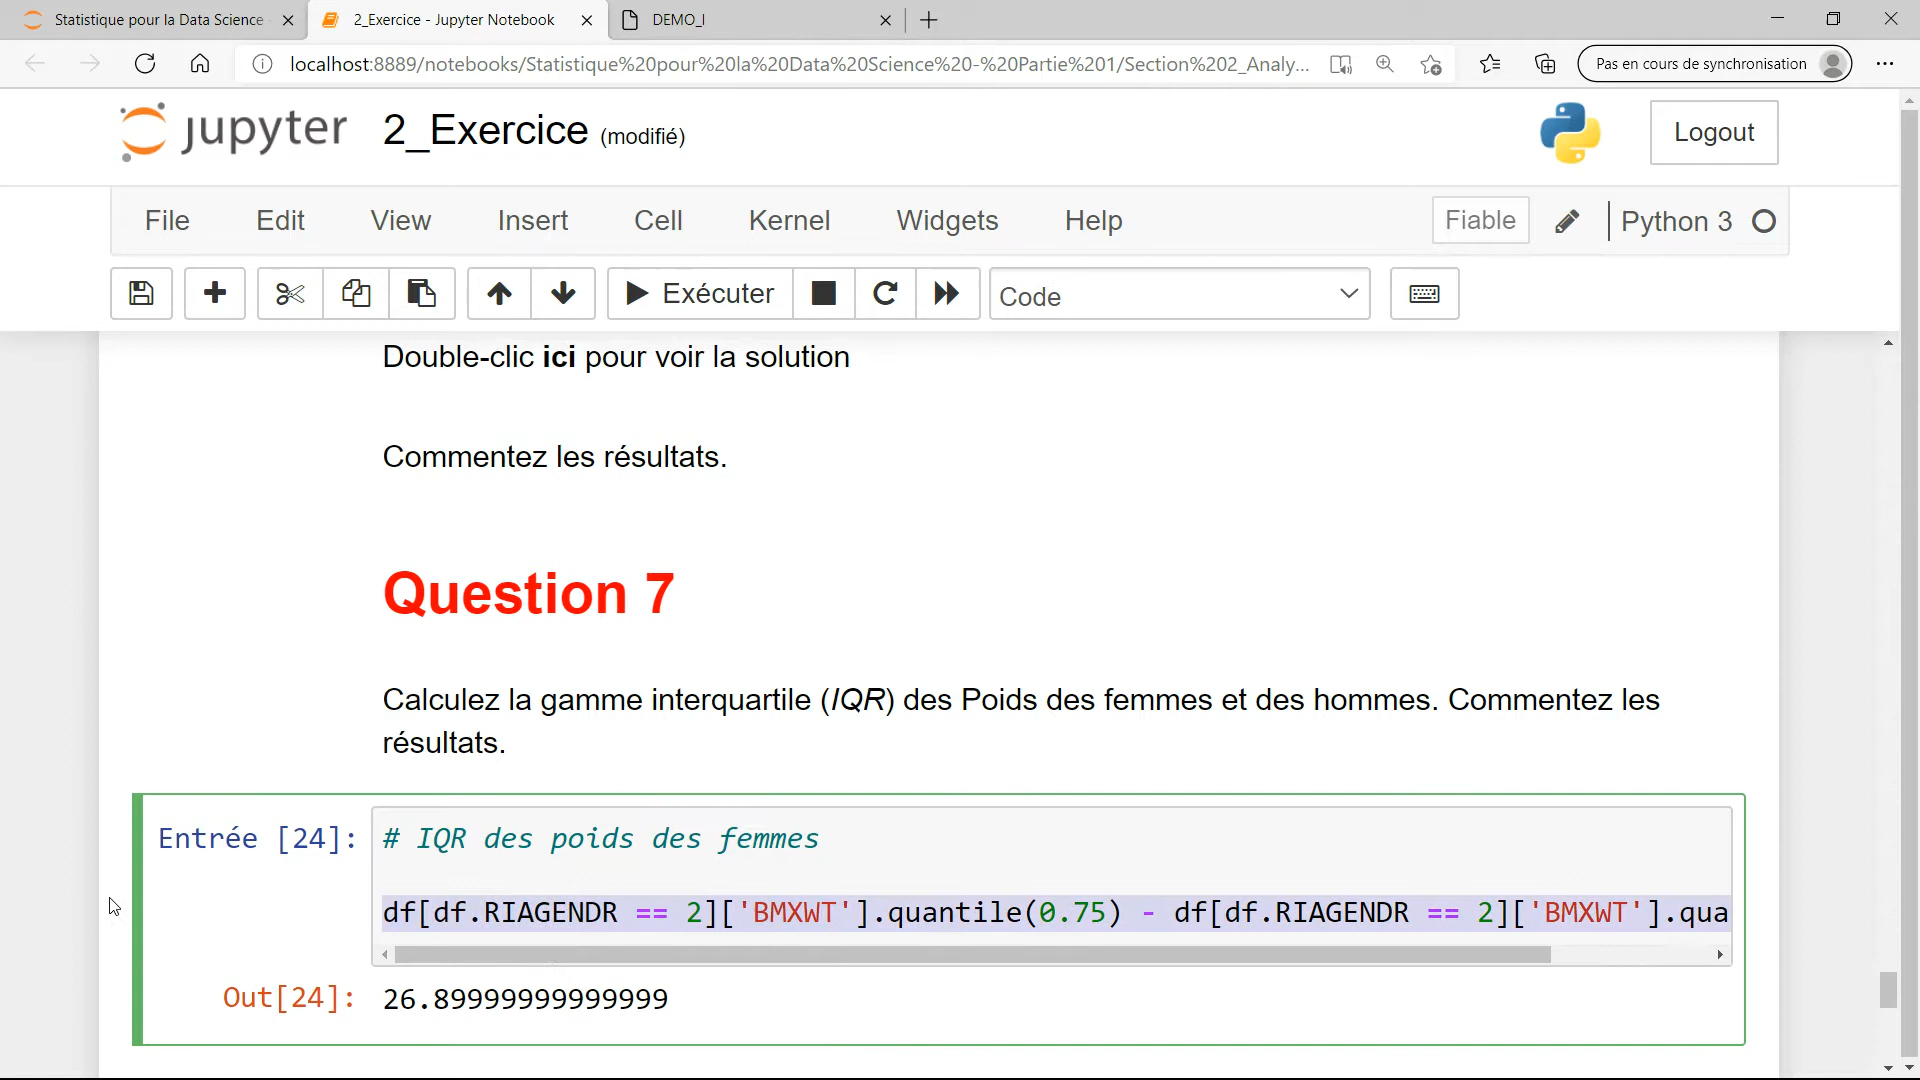 Statistique pour la Data Science
2_Exercice - Jupyter Notebook
DEMO_I
localhost:8889/notebooks/Statistique%20pour%20la%20Data%20Science%20-%20Partie%201/Section%202_Analy...
Pas en cours de synchronisation
jupyter 2_Exercice (modifié)
Logout
File Edit View Insert Cell Kernel Widgets Help
Fiable
Python 3
Exécuter
Code
Double-clic ici pour voir la solution
Commentez les résultats.
Question 7
Calculez la gamme interquartile (IQR) des Poids des femmes et des hommes. Commentez les
résultats.
Entrée [24]: # IQR des poids des femmes
df[df.RIAGENDR == 2]['BMXWT'].quantile(0.75) - df[df.RIAGENDR == 2]['BMXWT'].qua
Out[24]: 26.89999999999999